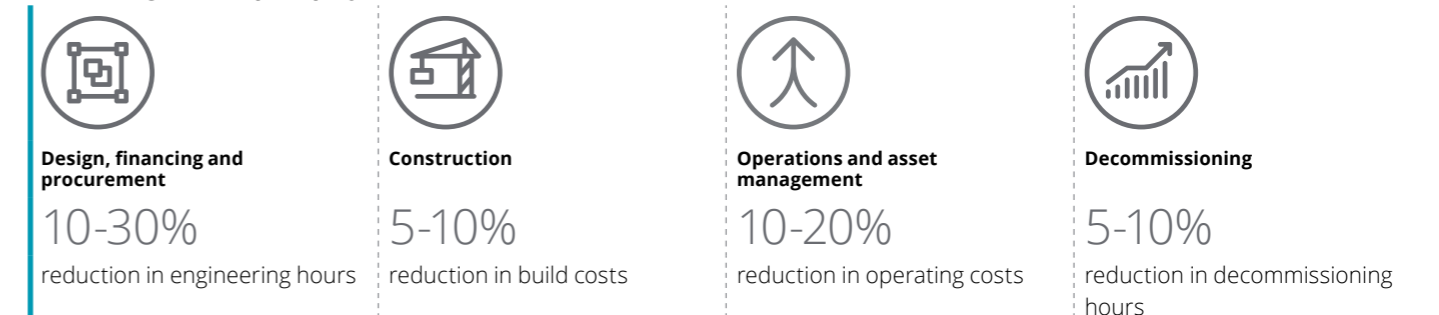 Design, financing and
procurement
10-30%
reduction in engineering hours
Construction
5-10%
reduction in build costs
Operations and asset
management
10-20%
reduction in operating costs
Decommissioning
5-10%
reduction in decommissioning
hours